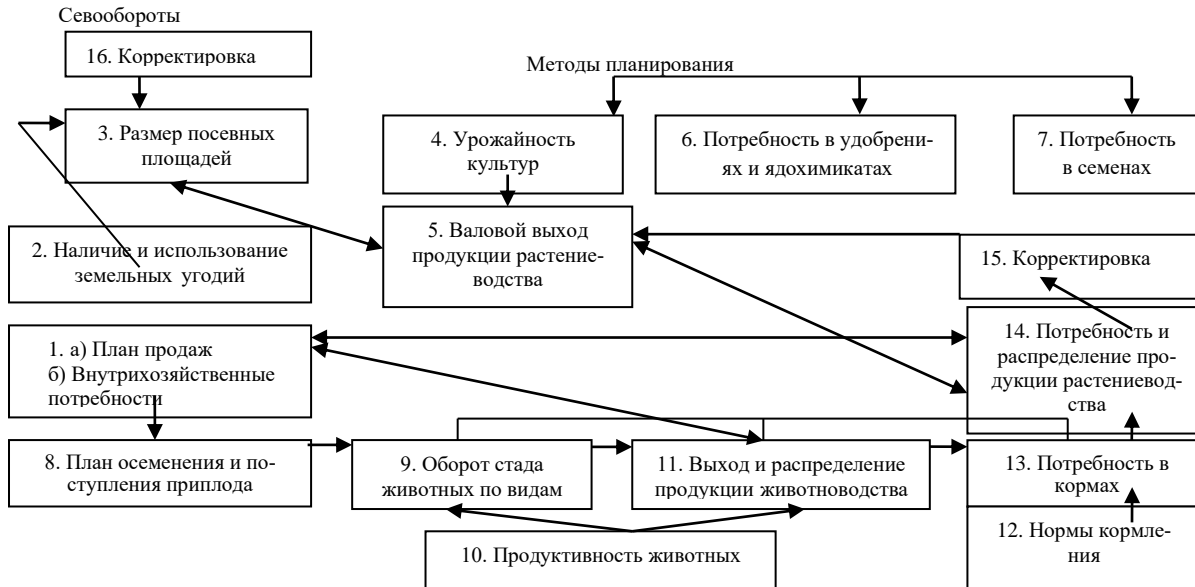 Севообороты
16. Корректировка
Методы планирования
3. Размер посевных
площадей
4. Урожайность
культур
6. Потребность в удобрени-
ях и ядохимикатах
7. Потребность
в семенах
2. Наличие и использование
земельных угодий
5. Валовой выход
продукции растение-
водства
15. Корректировка
1. а) План продаж
б) Внутрихозяйственные
потребности
14. Потребность и
распределение про-
дукции растениевод-
ства
8. План осеменения и по-
ступления приплода
9. Оборот стада
животных по видам
11. Выход и распределение
продукции животноводства
13. Потребность в
кормах
10. Продуктивность животных
12. Нормы кормле-
ния